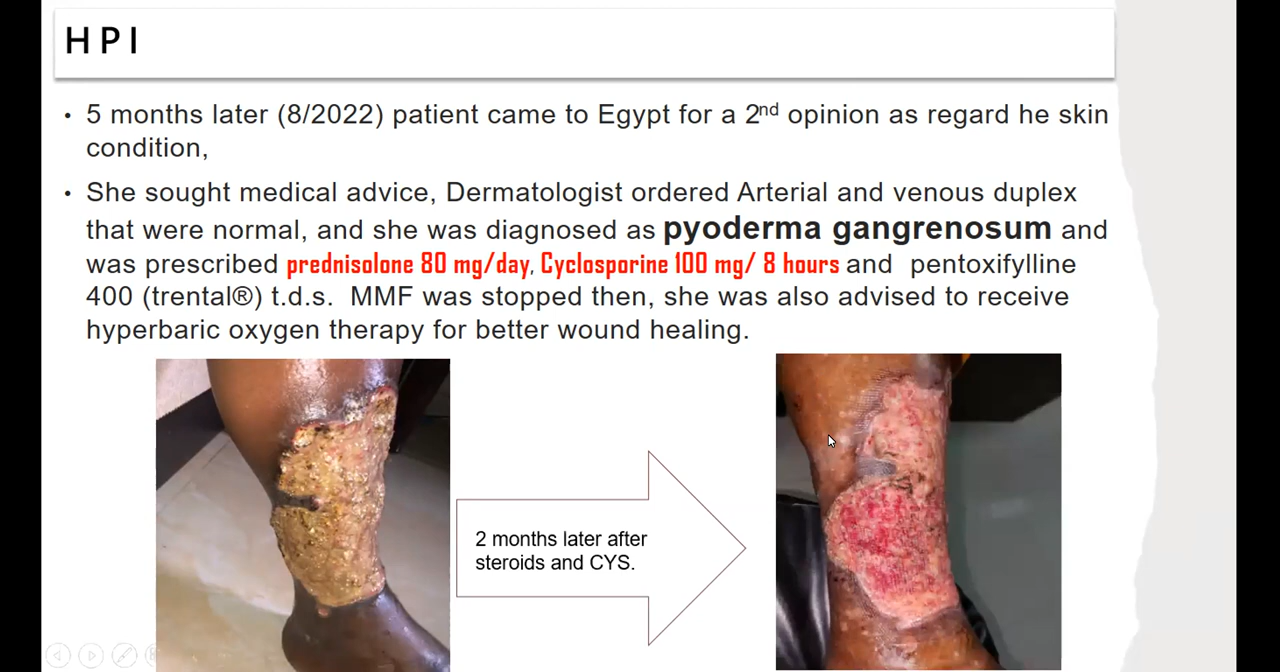 HPI
• 5 months later (8/2022) patient came to Egypt for a 2nd opinion as regard he skin
condition,
• She sought medical advice, Dermatologist ordered Arterial and venous duplex
that were normal, and she was diagnosed as pyoderma gangrenosum and
was prescribed prednisolone 80 mg/day, Cyclosporine 100 mg/ 8 hours and pentoxifylline
400 (trental®) t.d.s. MMF was stopped then, she was also advised to receive
hyperbaric oxygen therapy for better wound healing.
2 months later after
steroids and CYS.